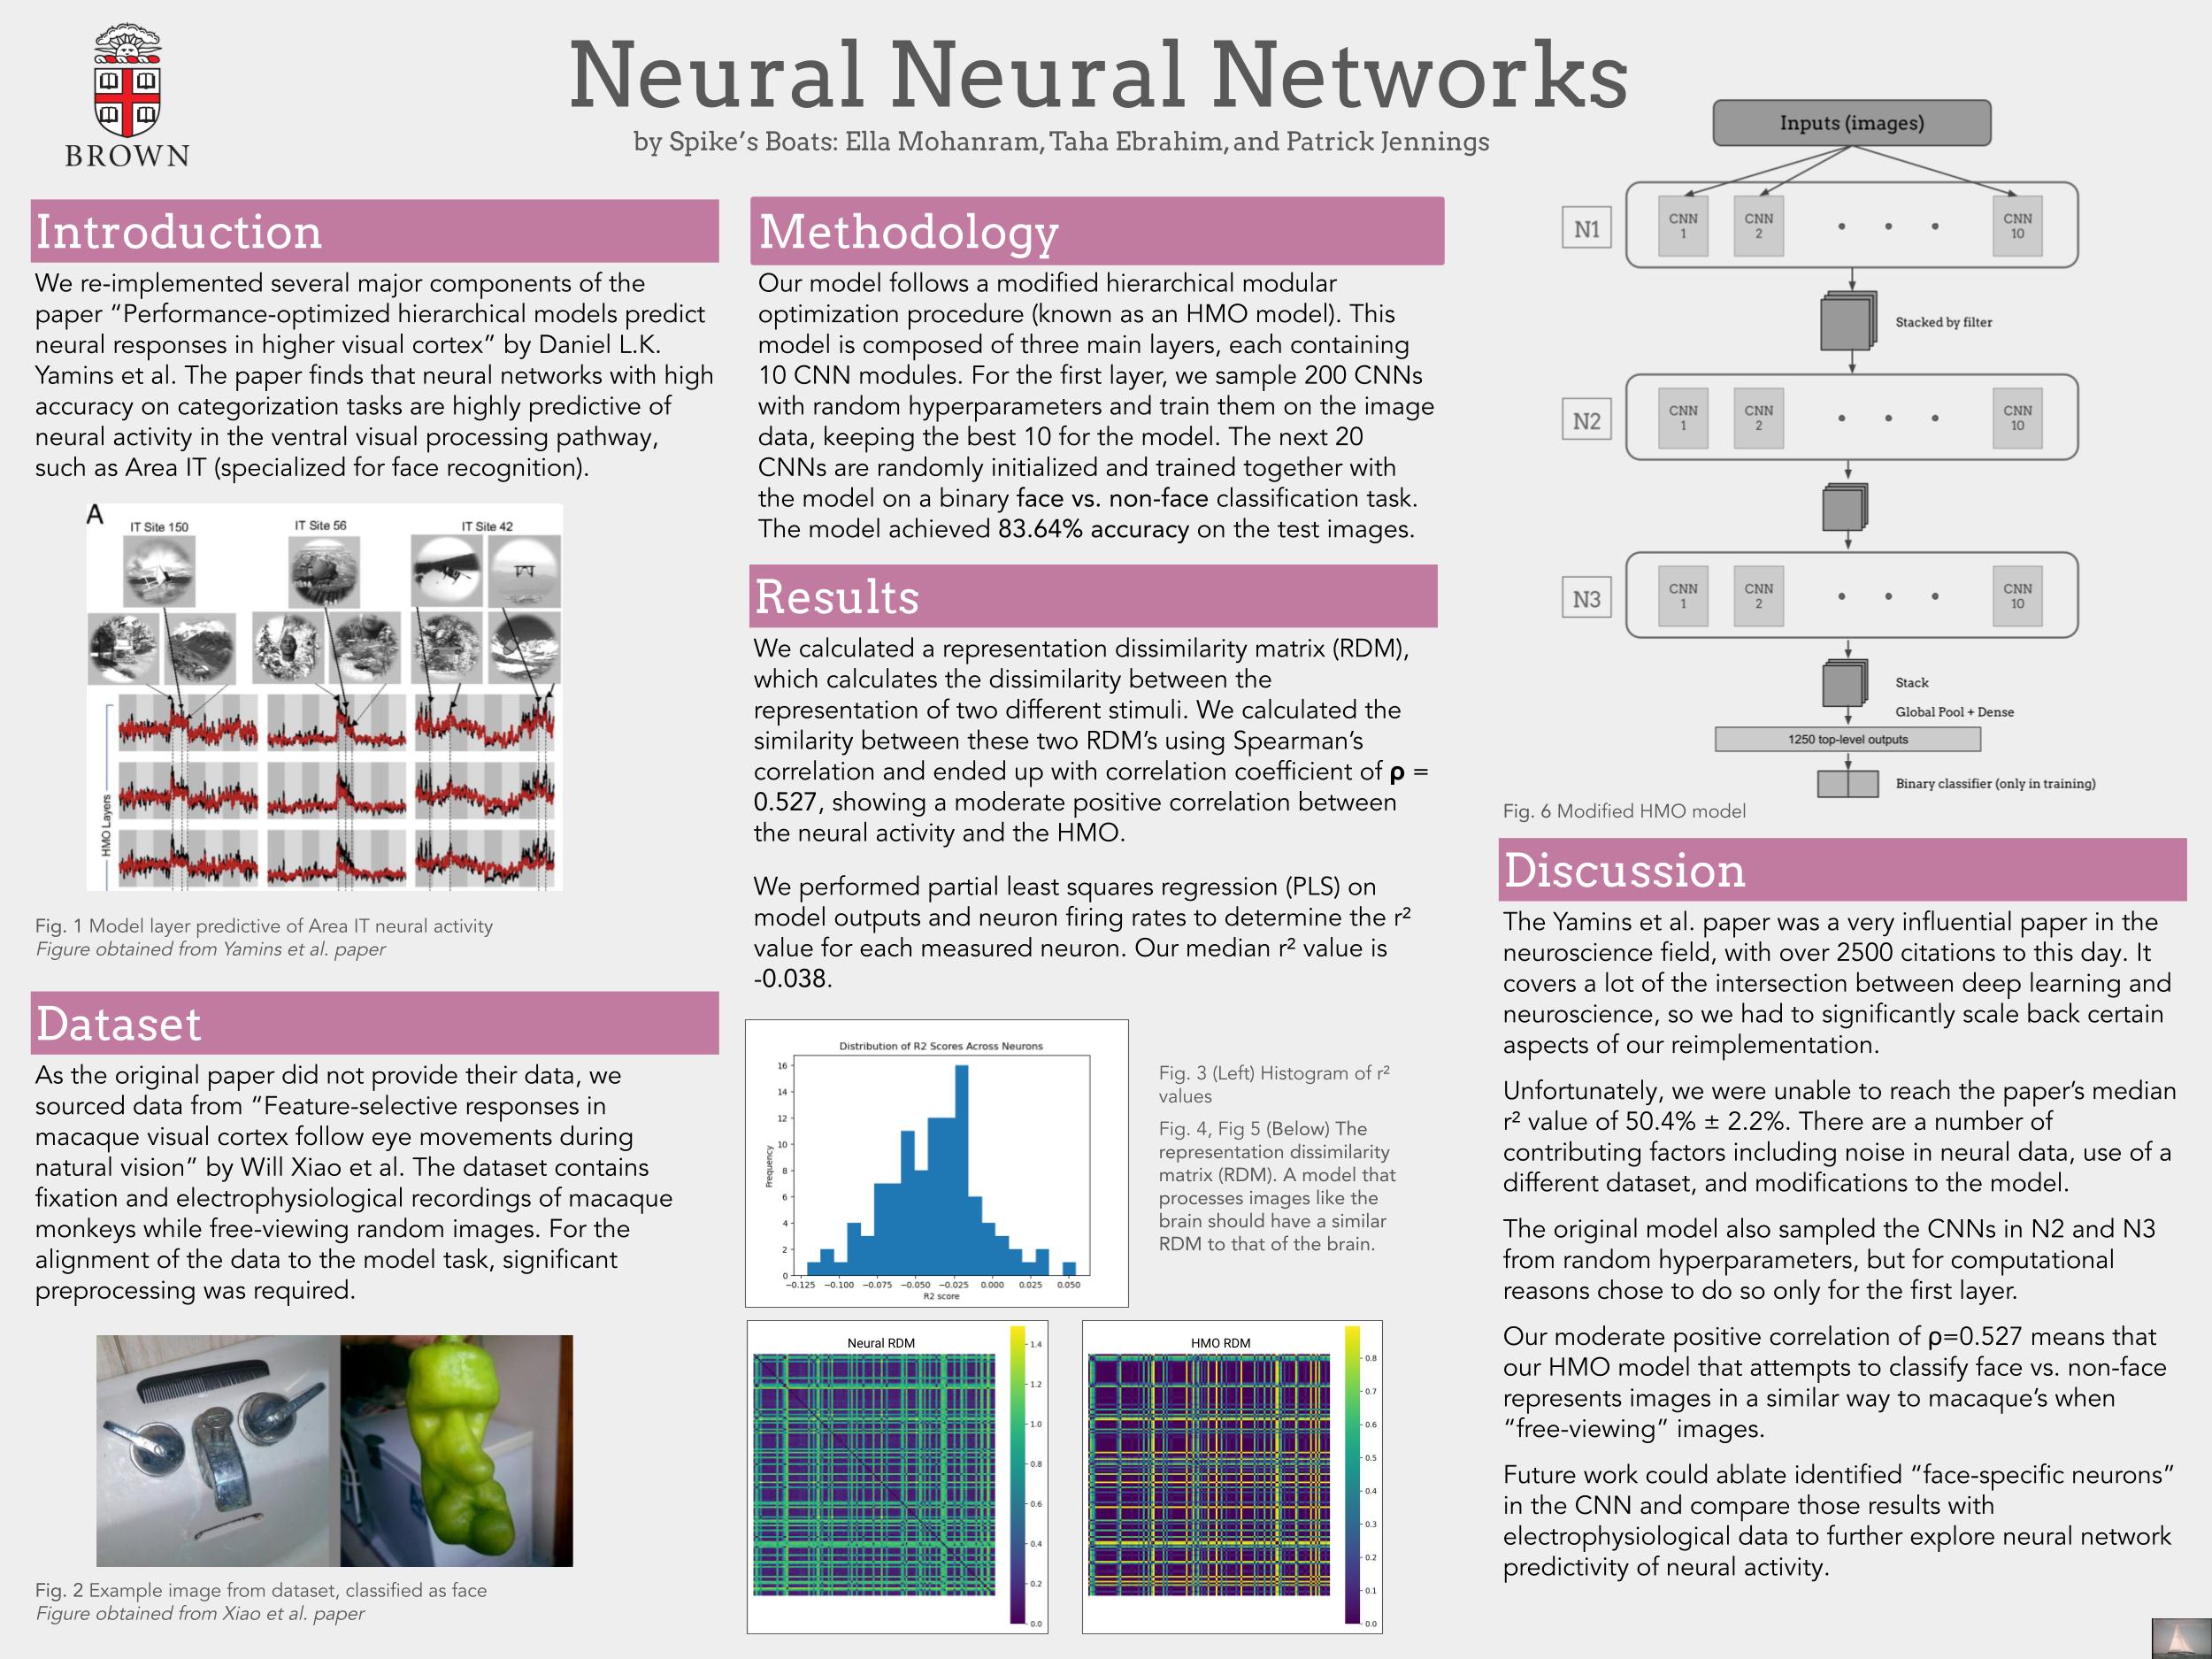 BROWN
Neural Neural Networks
by Spike's Boats: Ella Mohanram, Taha Ebrahim, and Patrick Jennings
Introduction
We re-implemented several major components of the
paper “Performance-optimized hierarchical models predict
neural responses in higher visual cortex” by Daniel L.K.
Yamins et al. The paper finds that neural networks with high
accuracy on categorization tasks are highly predictive of
neural activity in the ventral visual processing pathway,
such as Area IT (specialized for face recognition).
A
IT Site 150
IT Site 56
IT Site 42
HMO Layers
Fig. 1 Model layer predictive of Area IT neural activity
Figure obtained from Yamins et al. paper
Dataset
As the original paper did not provide their data, we
sourced data from “Feature-selective responses in
macaque visual cortex follow eye movements during
natural vision” by Will Xiao et al. The dataset contains
fixation and electrophysiological recordings of macaque
monkeys while free-viewing random images. For the
alignment of the data to the model task, significant
preprocessing was required.
Fig. 2 Example image from dataset, classified as face
Figure obtained from Xiao et al. paper
Methodology
Our model follows a modified hierarchical modular
optimization procedure (known as an HMO model). This
model is composed of three main layers, each containing
10 CNN modules. For the first layer, we sample 200 CNNs
with random hyperparameters and train them on the image
data, keeping the best 10 for the model. The next 20
CNNs are randomly initialized and trained together with
the model on a binary face vs. non-face classification task.
The model achieved 83.64% accuracy on the test images.
Results
We calculated a representation dissimilarity matrix (RDM),
which calculates the dissimilarity between the
representation of two different stimuli. We calculated the
similarity between these two RDM's using Spearman's
correlation and ended up with correlation coefficient of ρ =
0.527, showing a moderate positive correlation between
the neural activity and the HMO.
We performed partial least squares regression (PLS) on
model outputs and neuron firing rates to determine the r²
value for each measured neuron. Our median r² value is
-0.038.
Distribution of R2 Scores Across Neurons
Frequency
16
14
12
10
8
6
4
2
0
−0.125 −0.100 −0.075 −0.050 −0.025 0.000 0.025 0.050
R2 score
Fig. 3 (Left) Histogram of r²
values
Fig. 4, Fig 5 (Below) The
representation dissimilarity
matrix (RDM). A model that
processes images like the
brain should have a similar
RDM to that of the brain.
Neural RDM
1.4
1.2
1.0
0.8
0.6
0.4
0.2
0.0
HMO RDM
0.8
0.7
0.6
0.5
0.4
0.3
0.2
0.1
0.0
Inputs (images)
N1
CNN 1
CNN 2
CNN 10
Stacked by filter
N2
CNN 1
CNN 2
CNN 10
N3
CNN 1
CNN 2
CNN 10
Stack
Global Pool + Dense
1250 top-level outputs
Binary classifier (only in training)
Fig. 6 Modified HMO model
Discussion
The Yamins et al. paper was a very influential paper in the
neuroscience field, with over 2500 citations to this day. It
covers a lot of the intersection between deep learning and
neuroscience, so we had to significantly scale back certain
aspects of our reimplementation.
Unfortunately, we were unable to reach the paper's median
r² value of 50.4% ± 2.2%. There are a number of
contributing factors including noise in neural data, use of a
different dataset, and modifications to the model.
The original model also sampled the CNNs in N2 and N3
from random hyperparameters, but for computational
reasons chose to do so only for the first layer.
Our moderate positive correlation of ρ=0.527 means that
our HMO model that attempts to classify face vs. non-face
represents images in a similar way to macaque's when
“free-viewing” images.
Future work could ablate identified “face-specific neurons”
in the CNN and compare those results with
electrophysiological data to further explore neural network
predictivity of neural activity.